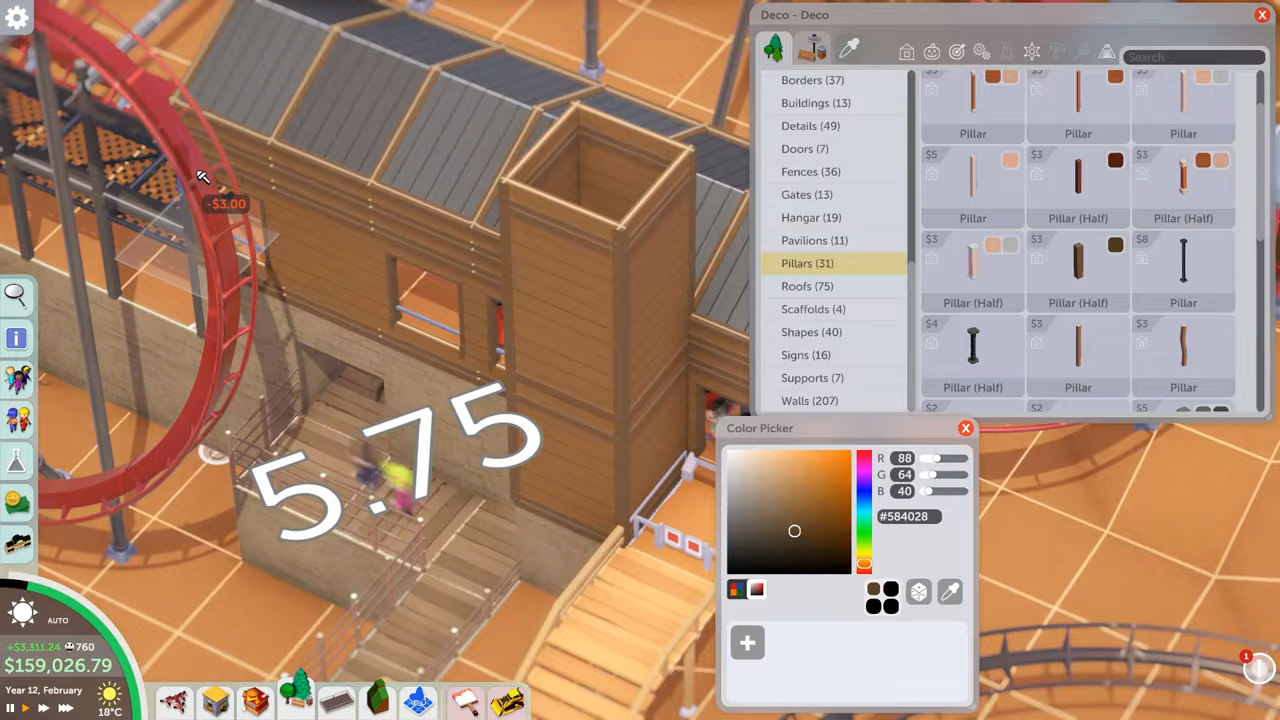 Deco - Deco
Search
Borders (37)
Buildings (13)
Details (49)
Doors (7)
Fences (36)
Gates (13)
Hangar (19)
Pavilions (11)
Pillars (31)
Roofs (75)
Scaffolds (4)
Shapes (40)
Signs (16)
Supports (7)
Walls (207)
Pillar Pillar Pillar
$5 $3 $3
Pillar Pillar (Half) Pillar (Half)
$3 $3 $8
Pillar (Half) Pillar (Half) Pillar
$4 $3 $3
Pillar (Half) Pillar Pillar
$2 $2 $5
-$3.00
5.75
Color Picker
R 88
G 64
B 40
#584028
AUTO
+$3,311.24 760
$159,026.79
Year 12, February
18°C
1